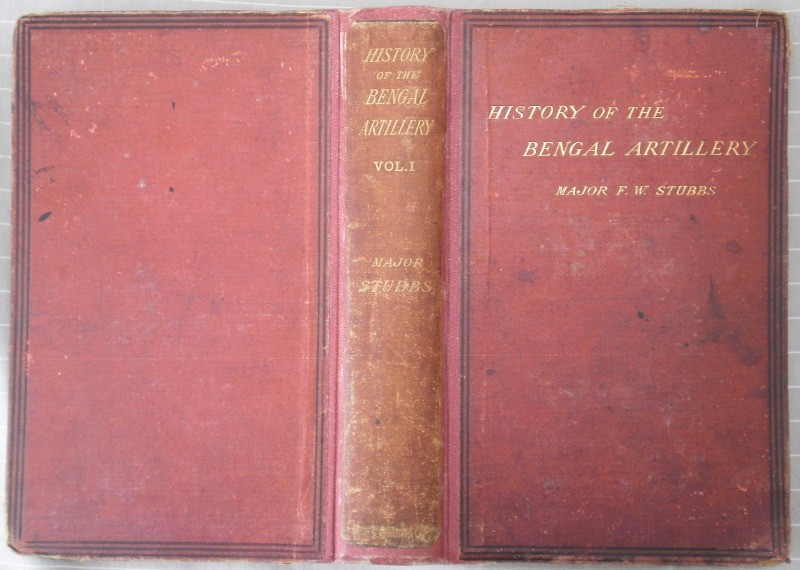 HISTORY
OF THE
BENGAL
ARTILLERY
VOL. I
MAJOR
STUBBS
HISTORY OF THE
BENGAL ARTILLERY
MAJOR F. W. STUBBS